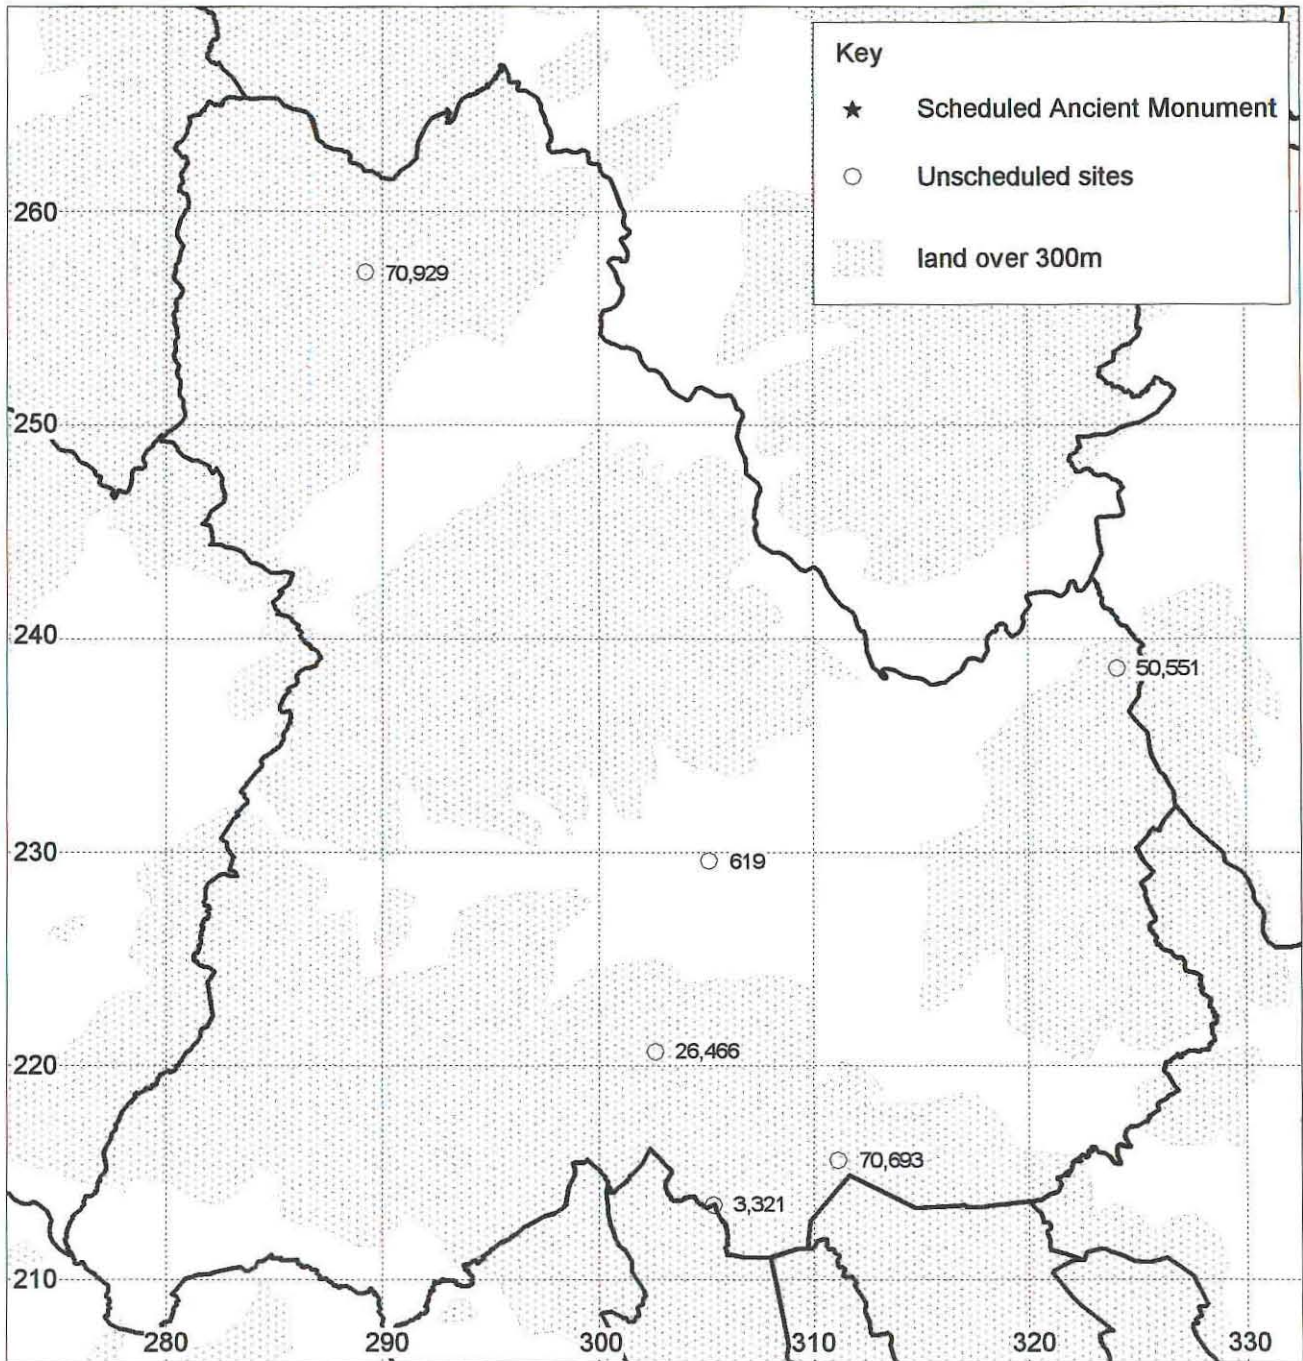 Key
Scheduled Ancient Monument
Unscheduled sites
land over 300m
260
70,929
250
240
50,551
230
619
26,466
220
70,693
3,321
210
280 290 300 310 320 330